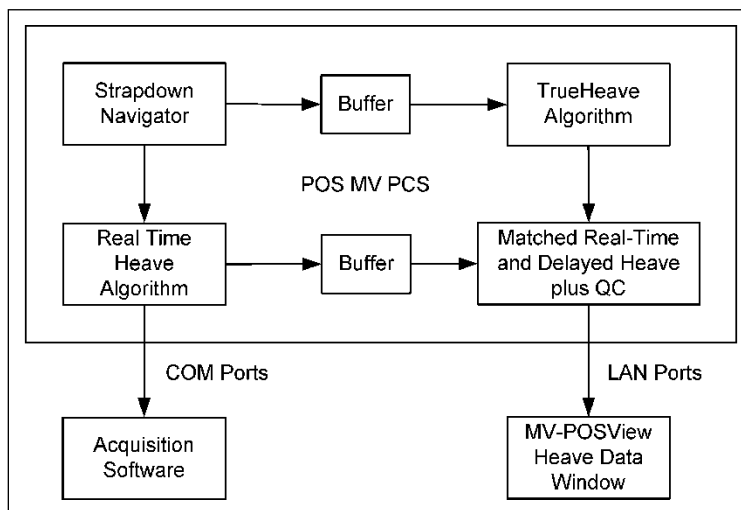 Strapdown
Navigator
Buffer
TrueHeave
Algorithm
POS MV PCS
Real Time
Heave
Algorithm
Buffer
Matched Real-Time
and Delayed Heave
plus QC
COM Ports
LAN Ports
Acquisition
Software
MV-POSView
Heave Data
Window